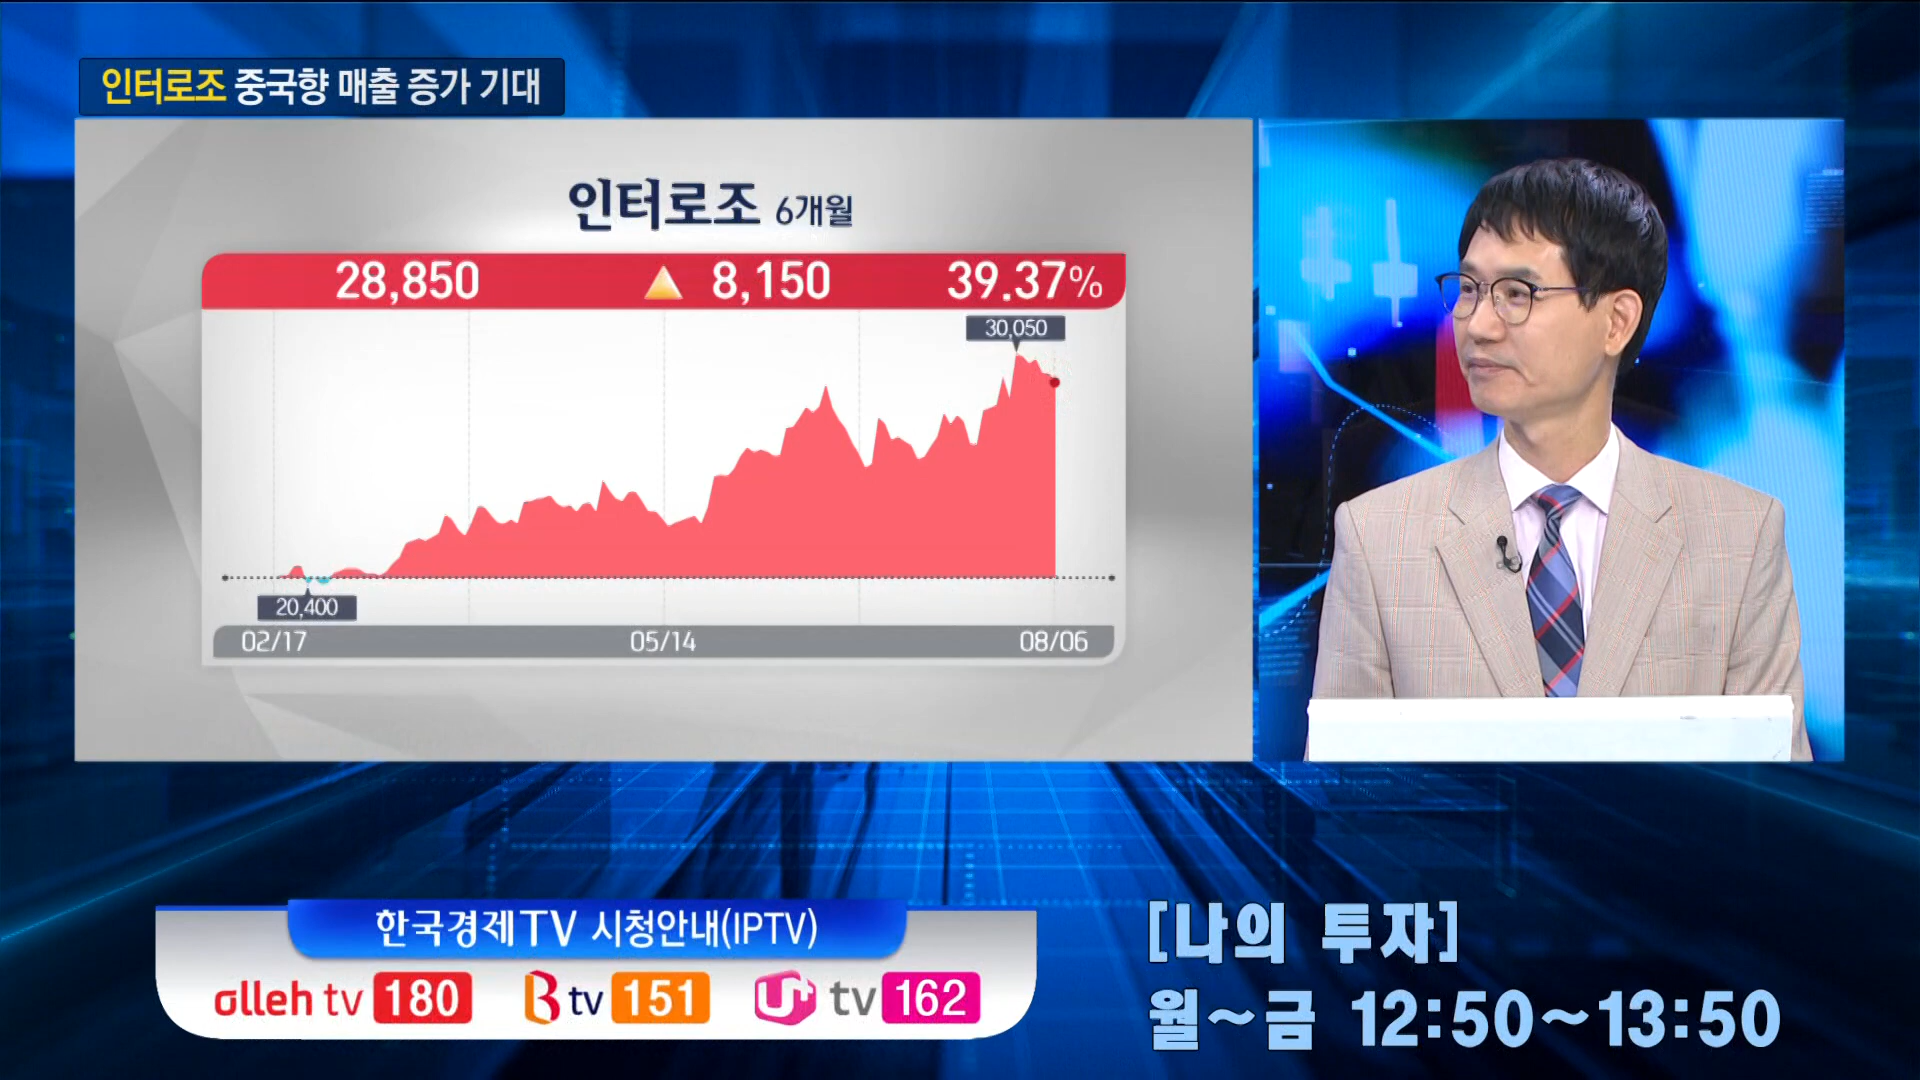 인터로조 중국향 매출 증가 기대
인터로조 6개월
28,850 ▲ 8,150 39.37%
30,050
20,400
02/17 05/14 08/06
한국경제TV 시청안내(IPTV)
olleh tv 180 B tv 151 U+ tv 162
[나의 투자]
월~금 12:50~13:50